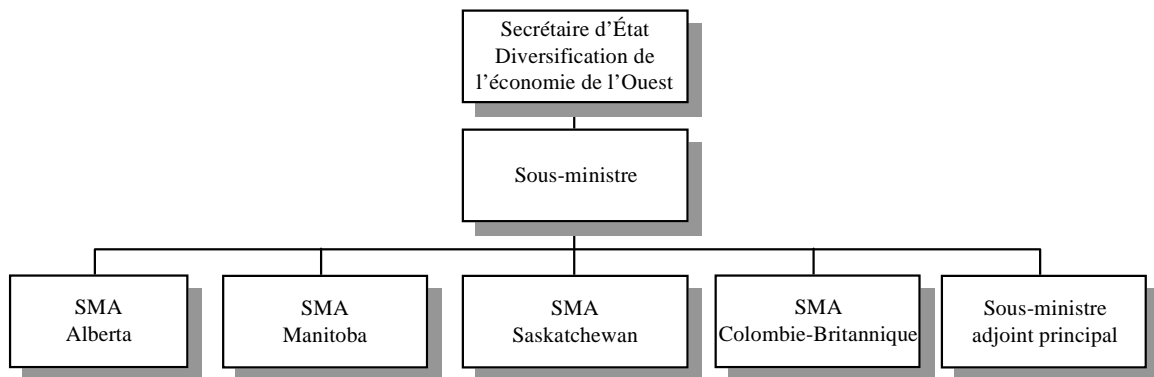 Secrétaire d’État
Diversification de
l’économie de l’Ouest
Sous-ministre
SMA
Alberta
SMA
Manitoba
SMA
Saskatchewan
SMA
Colombie-Britannique
Sous-ministre
adjoint principal